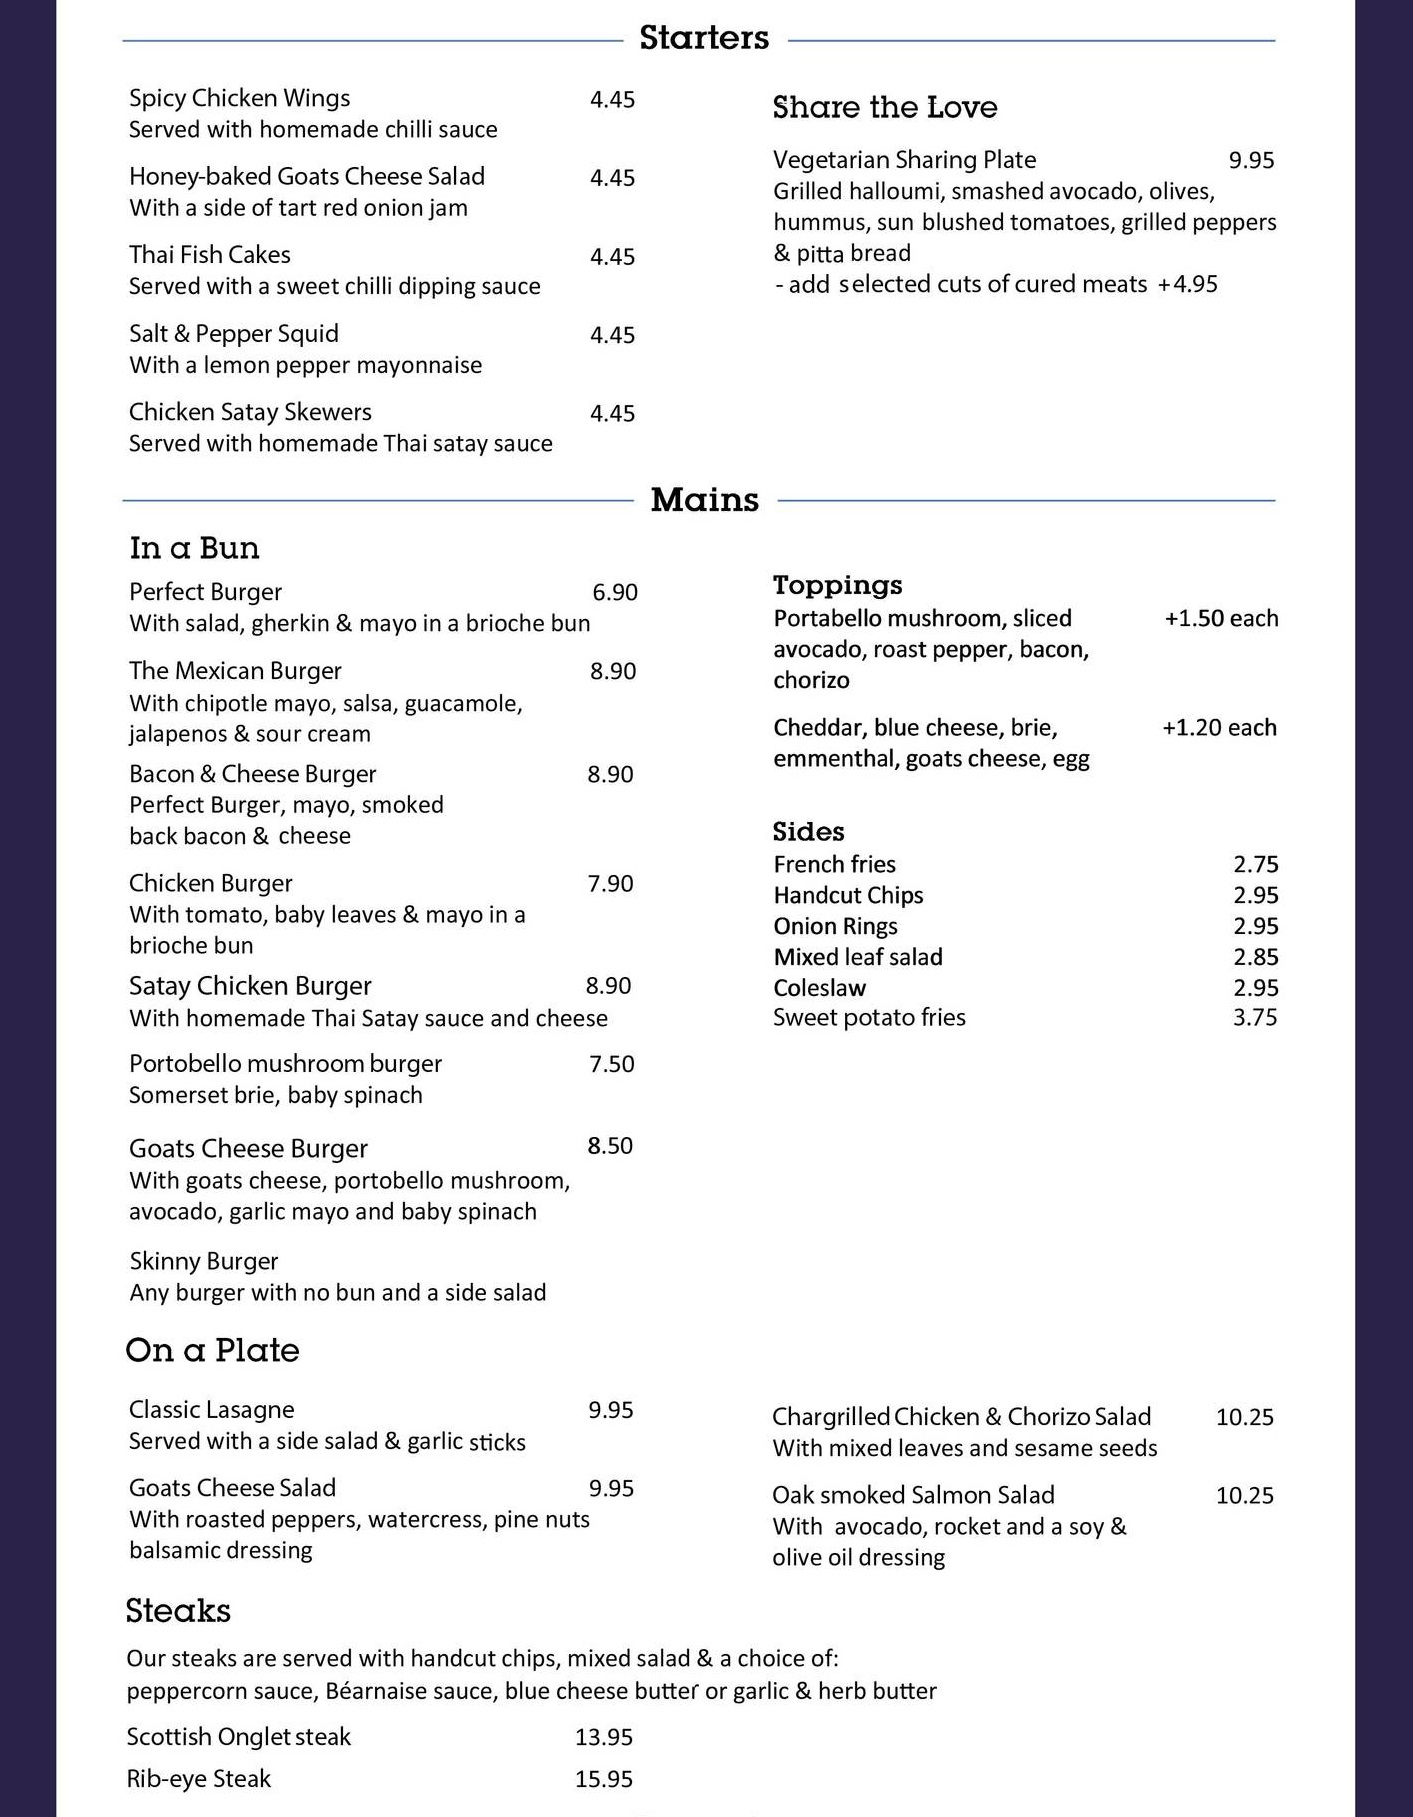 Starters
Spicy Chicken Wings 4.45
Served with homemade chilli sauce
Honey-baked Goats Cheese Salad 4.45
With a side of tart red onion jam
Thai Fish Cakes 4.45
Served with a sweet chilli dipping sauce
Salt & Pepper Squid 4.45
With a lemon pepper mayonnaise
Chicken Satay Skewers 4.45
Served with homemade Thai satay sauce
Share the Love
Vegetarian Sharing Plate 9.95
Grilled halloumi, smashed avocado, olives,
hummus, sun blushed tomatoes, grilled peppers
& pitta bread
- add selected cuts of cured meats +4.95
Mains
In a Bun
Perfect Burger 6.90
With salad, gherkin & mayo in a brioche bun
The Mexican Burger 8.90
With chipotle mayo, salsa, guacamole,
jalapenos & sour cream
Bacon & Cheese Burger 8.90
Perfect Burger, mayo, smoked
back bacon & cheese
Chicken Burger 7.90
With tomato, baby leaves & mayo in a
brioche bun
Satay Chicken Burger 8.90
With homemade Thai Satay sauce and cheese
Portobello mushroom burger 7.50
Somerset brie, baby spinach
Goats Cheese Burger 8.50
With goats cheese, portobello mushroom,
avocado, garlic mayo and baby spinach
Skinny Burger
Any burger with no bun and a side salad
Toppings
Portabello mushroom, sliced +1.50 each
avocado, roast pepper, bacon,
chorizo
Cheddar, blue cheese, brie, +1.20 each
emmenthal, goats cheese, egg
Sides
French fries 2.75
Handcut Chips 2.95
Onion Rings 2.95
Mixed leaf salad 2.85
Coleslaw 2.95
Sweet potato fries 3.75
On a Plate
Classic Lasagne 9.95
Served with a side salad & garlic sticks
Goats Cheese Salad 9.95
With roasted peppers, watercress, pine nuts
balsamic dressing
Chargrilled Chicken & Chorizo Salad 10.25
With mixed leaves and sesame seeds
Oak smoked Salmon Salad 10.25
With avocado, rocket and a soy &
olive oil dressing
Steaks
Our steaks are served with handcut chips, mixed salad & a choice of:
peppercorn sauce, Béarnaise sauce, blue cheese butter or garlic & herb butter
Scottish Onglet steak 13.95
Rib-eye Steak 15.95